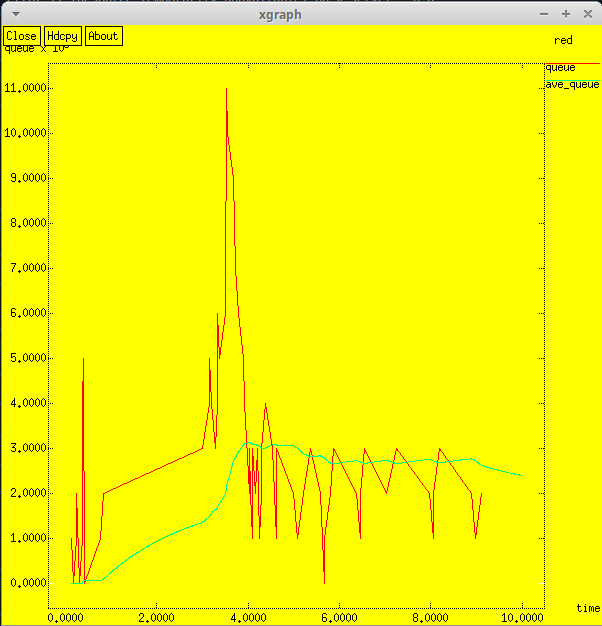 xgraph
Close Hdcpy About
queue x 10³
red
queue
ave_queue
11.0000
10.0000
9.0000
8.0000
7.0000
6.0000
5.0000
4.0000
3.0000
2.0000
1.0000
0.0000
time
0.0000 2.0000 4.0000 6.0000 8.0000 10.0000